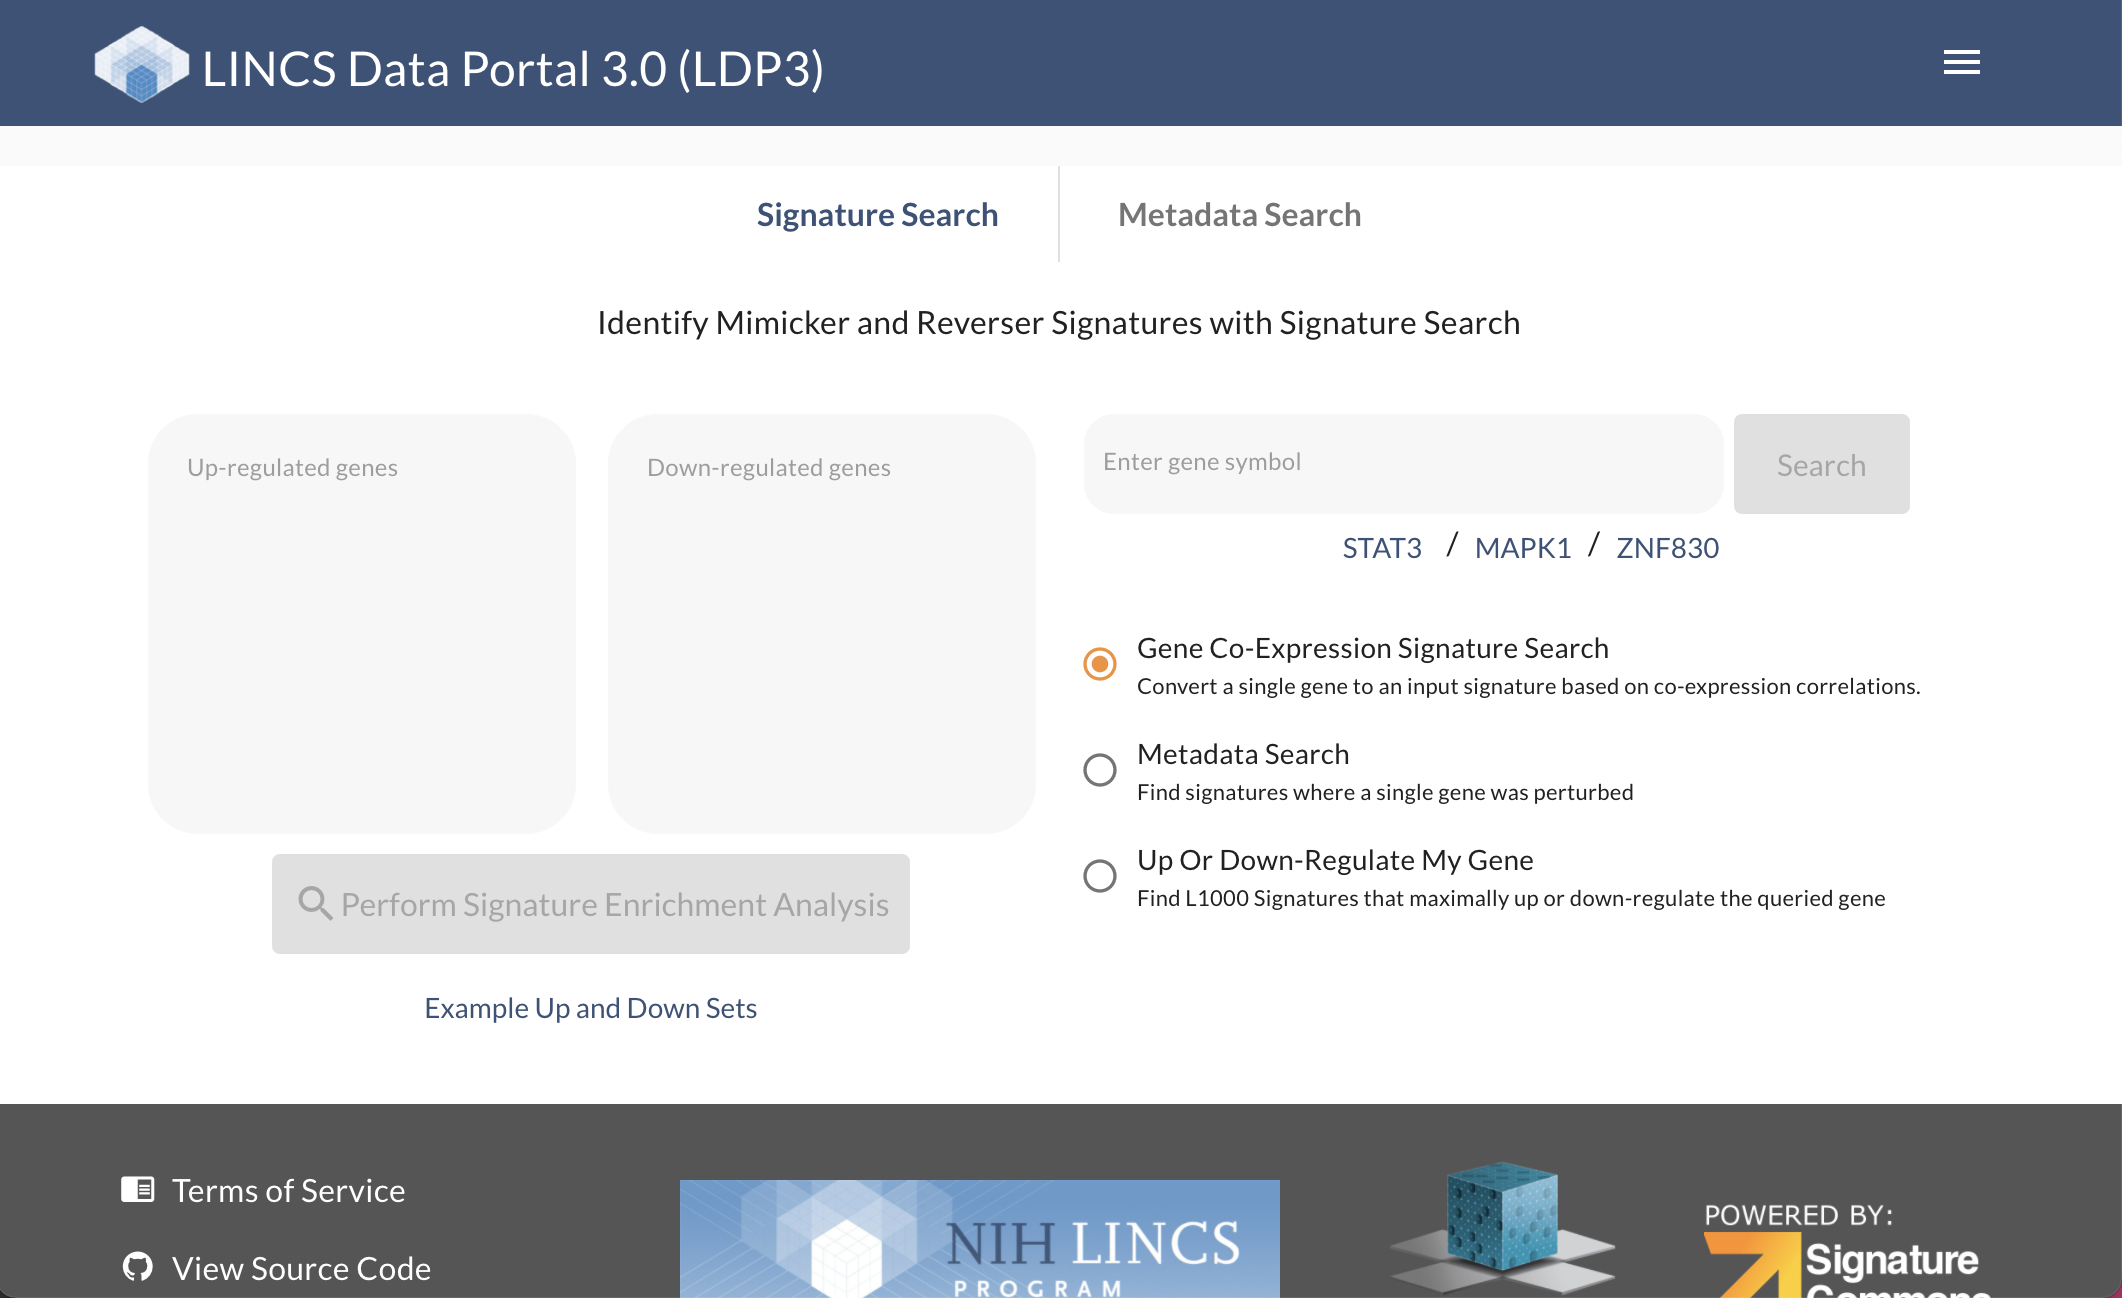 LINCS Data Portal 3.0 (LDP3)
Signature Search
Metadata Search
Identify Mimicker and Reverser Signatures with Signature Search
Up-regulated genes
Down-regulated genes
Perform Signature Enrichment Analysis
Example Up and Down Sets
Enter gene symbol
Search
STAT3 / MAPK1 / ZNF830
Gene Co-Expression Signature Search
Convert a single gene to an input signature based on co-expression correlations.
Metadata Search
Find signatures where a single gene was perturbed
Up Or Down-Regulate My Gene
Find L1000 Signatures that maximally up or down-regulate the queried gene
Terms of Service
View Source Code
NIH LINCS
PROGRAM
POWERED BY:
Signature
Commons